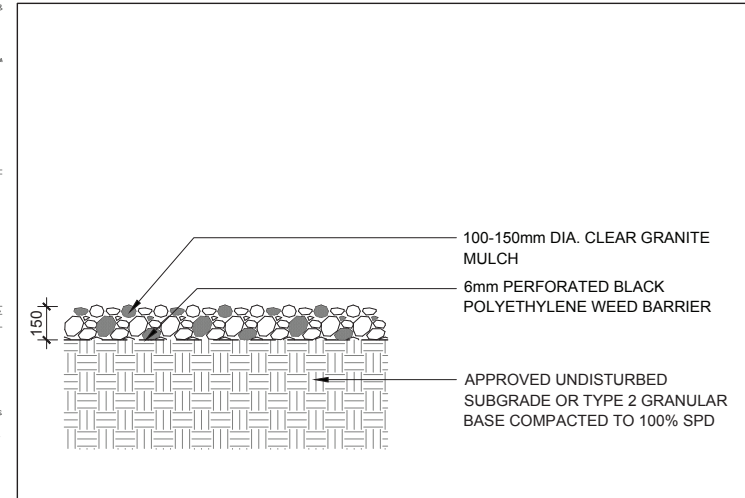 100-150mm DIA. CLEAR GRANITE
MULCH
6mm PERFORATED BLACK
POLYETHYLENE WEED BARRIER
150
APPROVED UNDISTURBED
SUBGRADE OR TYPE 2 GRANULAR
BASE COMPACTED TO 100% SPD